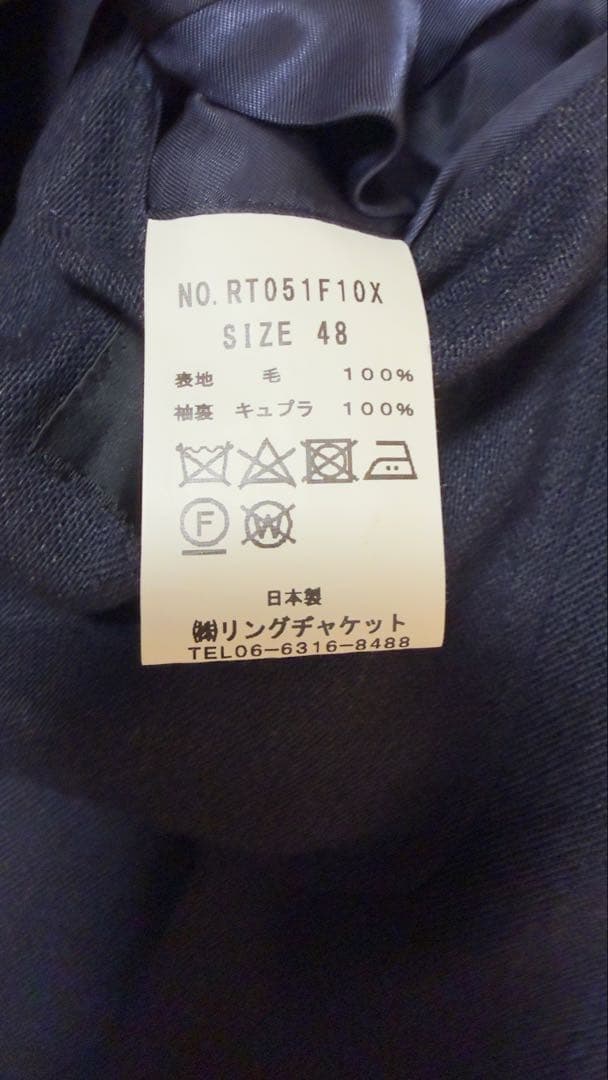 NO. RT051F10X
SIZE 48
表地 毛 100%
袖裏 キュプラ 100%
F W
日本製
㈱リングヂャケット
TEL06-6316-8488